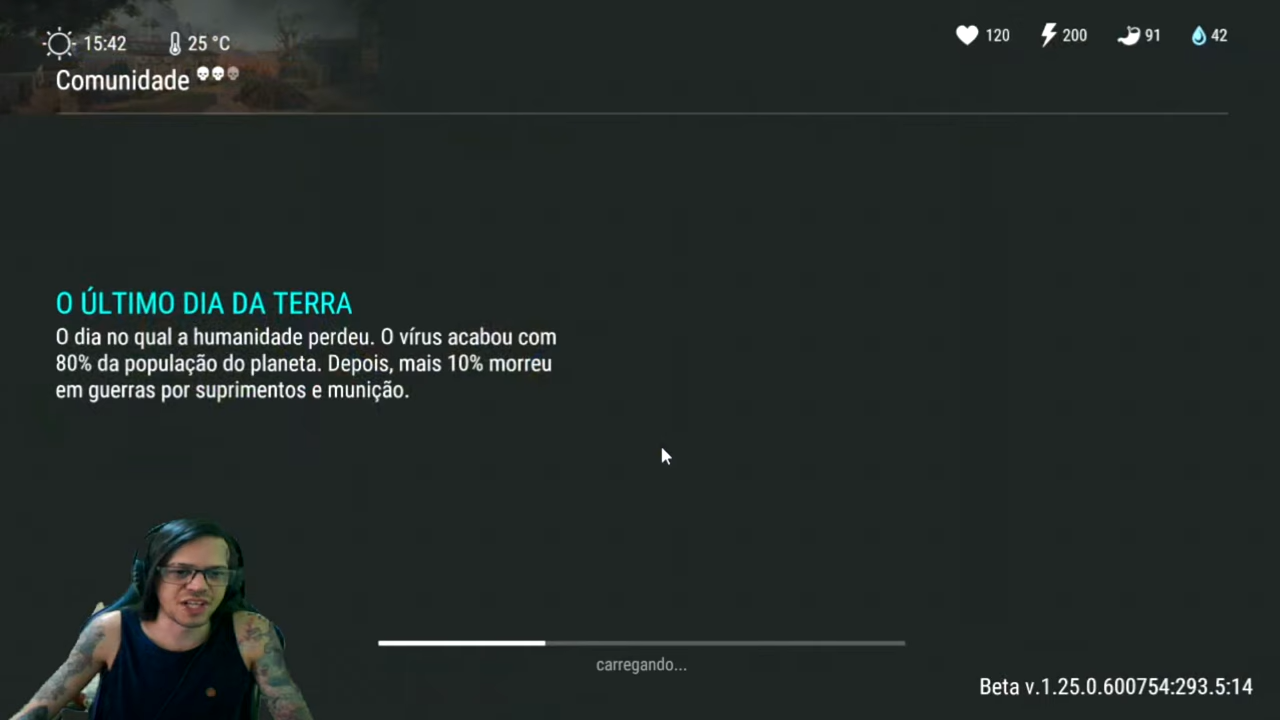 15:42 25 °C
120 200 91 42
Comunidade
O ÚLTIMO DIA DA TERRA
O dia no qual a humanidade perdeu. O vírus acabou com
80% da população do planeta. Depois, mais 10% morreu
em guerras por suprimentos e munição.
carregando...
Beta v.1.25.0.600754:293.5:14